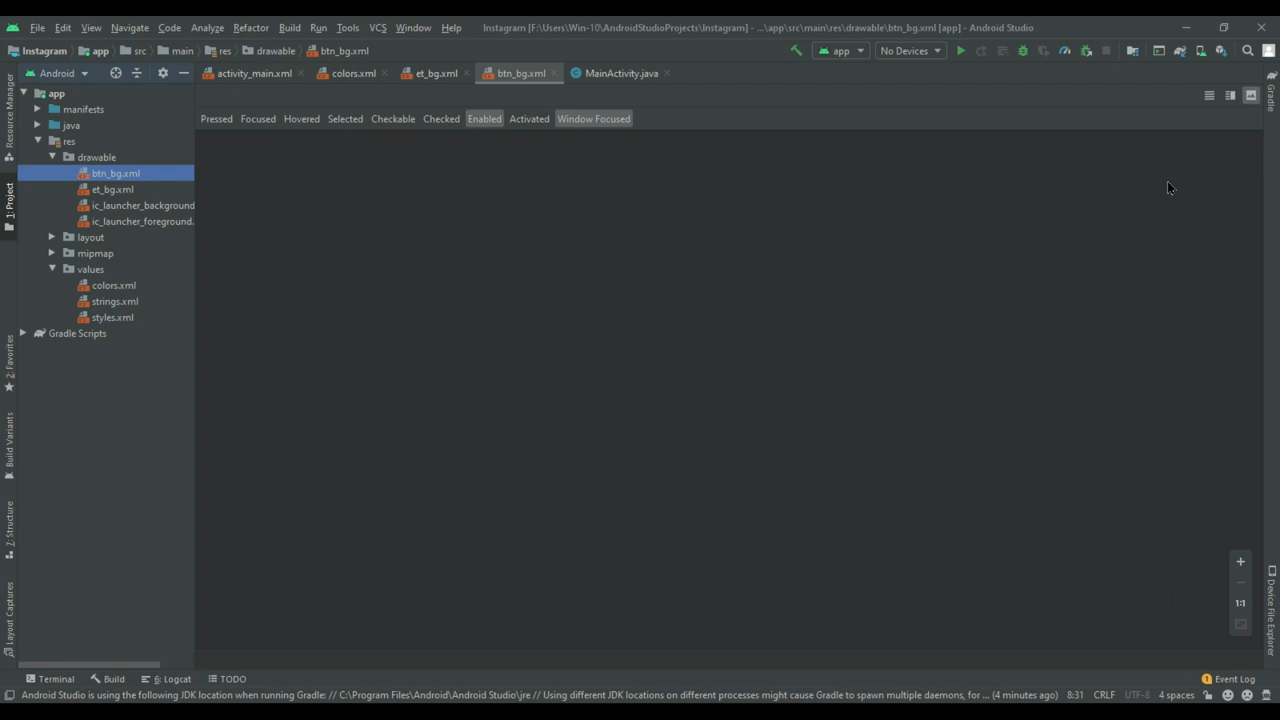 File Edit View Navigate Code Analyze Refactor Build Run Tools VCS Window Help Instagram [F:\Users\Win-10\AndroidStudioProjects\Instagram] - ...\app\src\main\res\drawable\btn_bg.xml [app] - Android Studio
Instagram app src main res drawable btn_bg.xml app No Devices
Android activity_main.xml colors.xml et_bg.xml btn_bg.xml MainActivity.java
Pressed Focused Hovered Selected Checkable Checked Enabled Activated Window Focused
app
manifests
java
res
drawable
btn_bg.xml
et_bg.xml
ic_launcher_background
ic_launcher_foreground.
layout
mipmap
values
colors.xml
strings.xml
styles.xml
Gradle Scripts
Resource Manager
1: Project
2: Favorites
Build Variants
7: Structure
Layout Captures
Gradle
Device File Explorer
1:1
Terminal Build 6: Logcat TODO Event Log
Android Studio is using the following JDK location when running Gradle: // C:\Program Files\Android\Android Studio\jre // Using different JDK locations on different processes might cause Gradle to spawn multiple daemons, for ... (4 minutes ago) 8:31 CRLF UTF-8 4 spaces